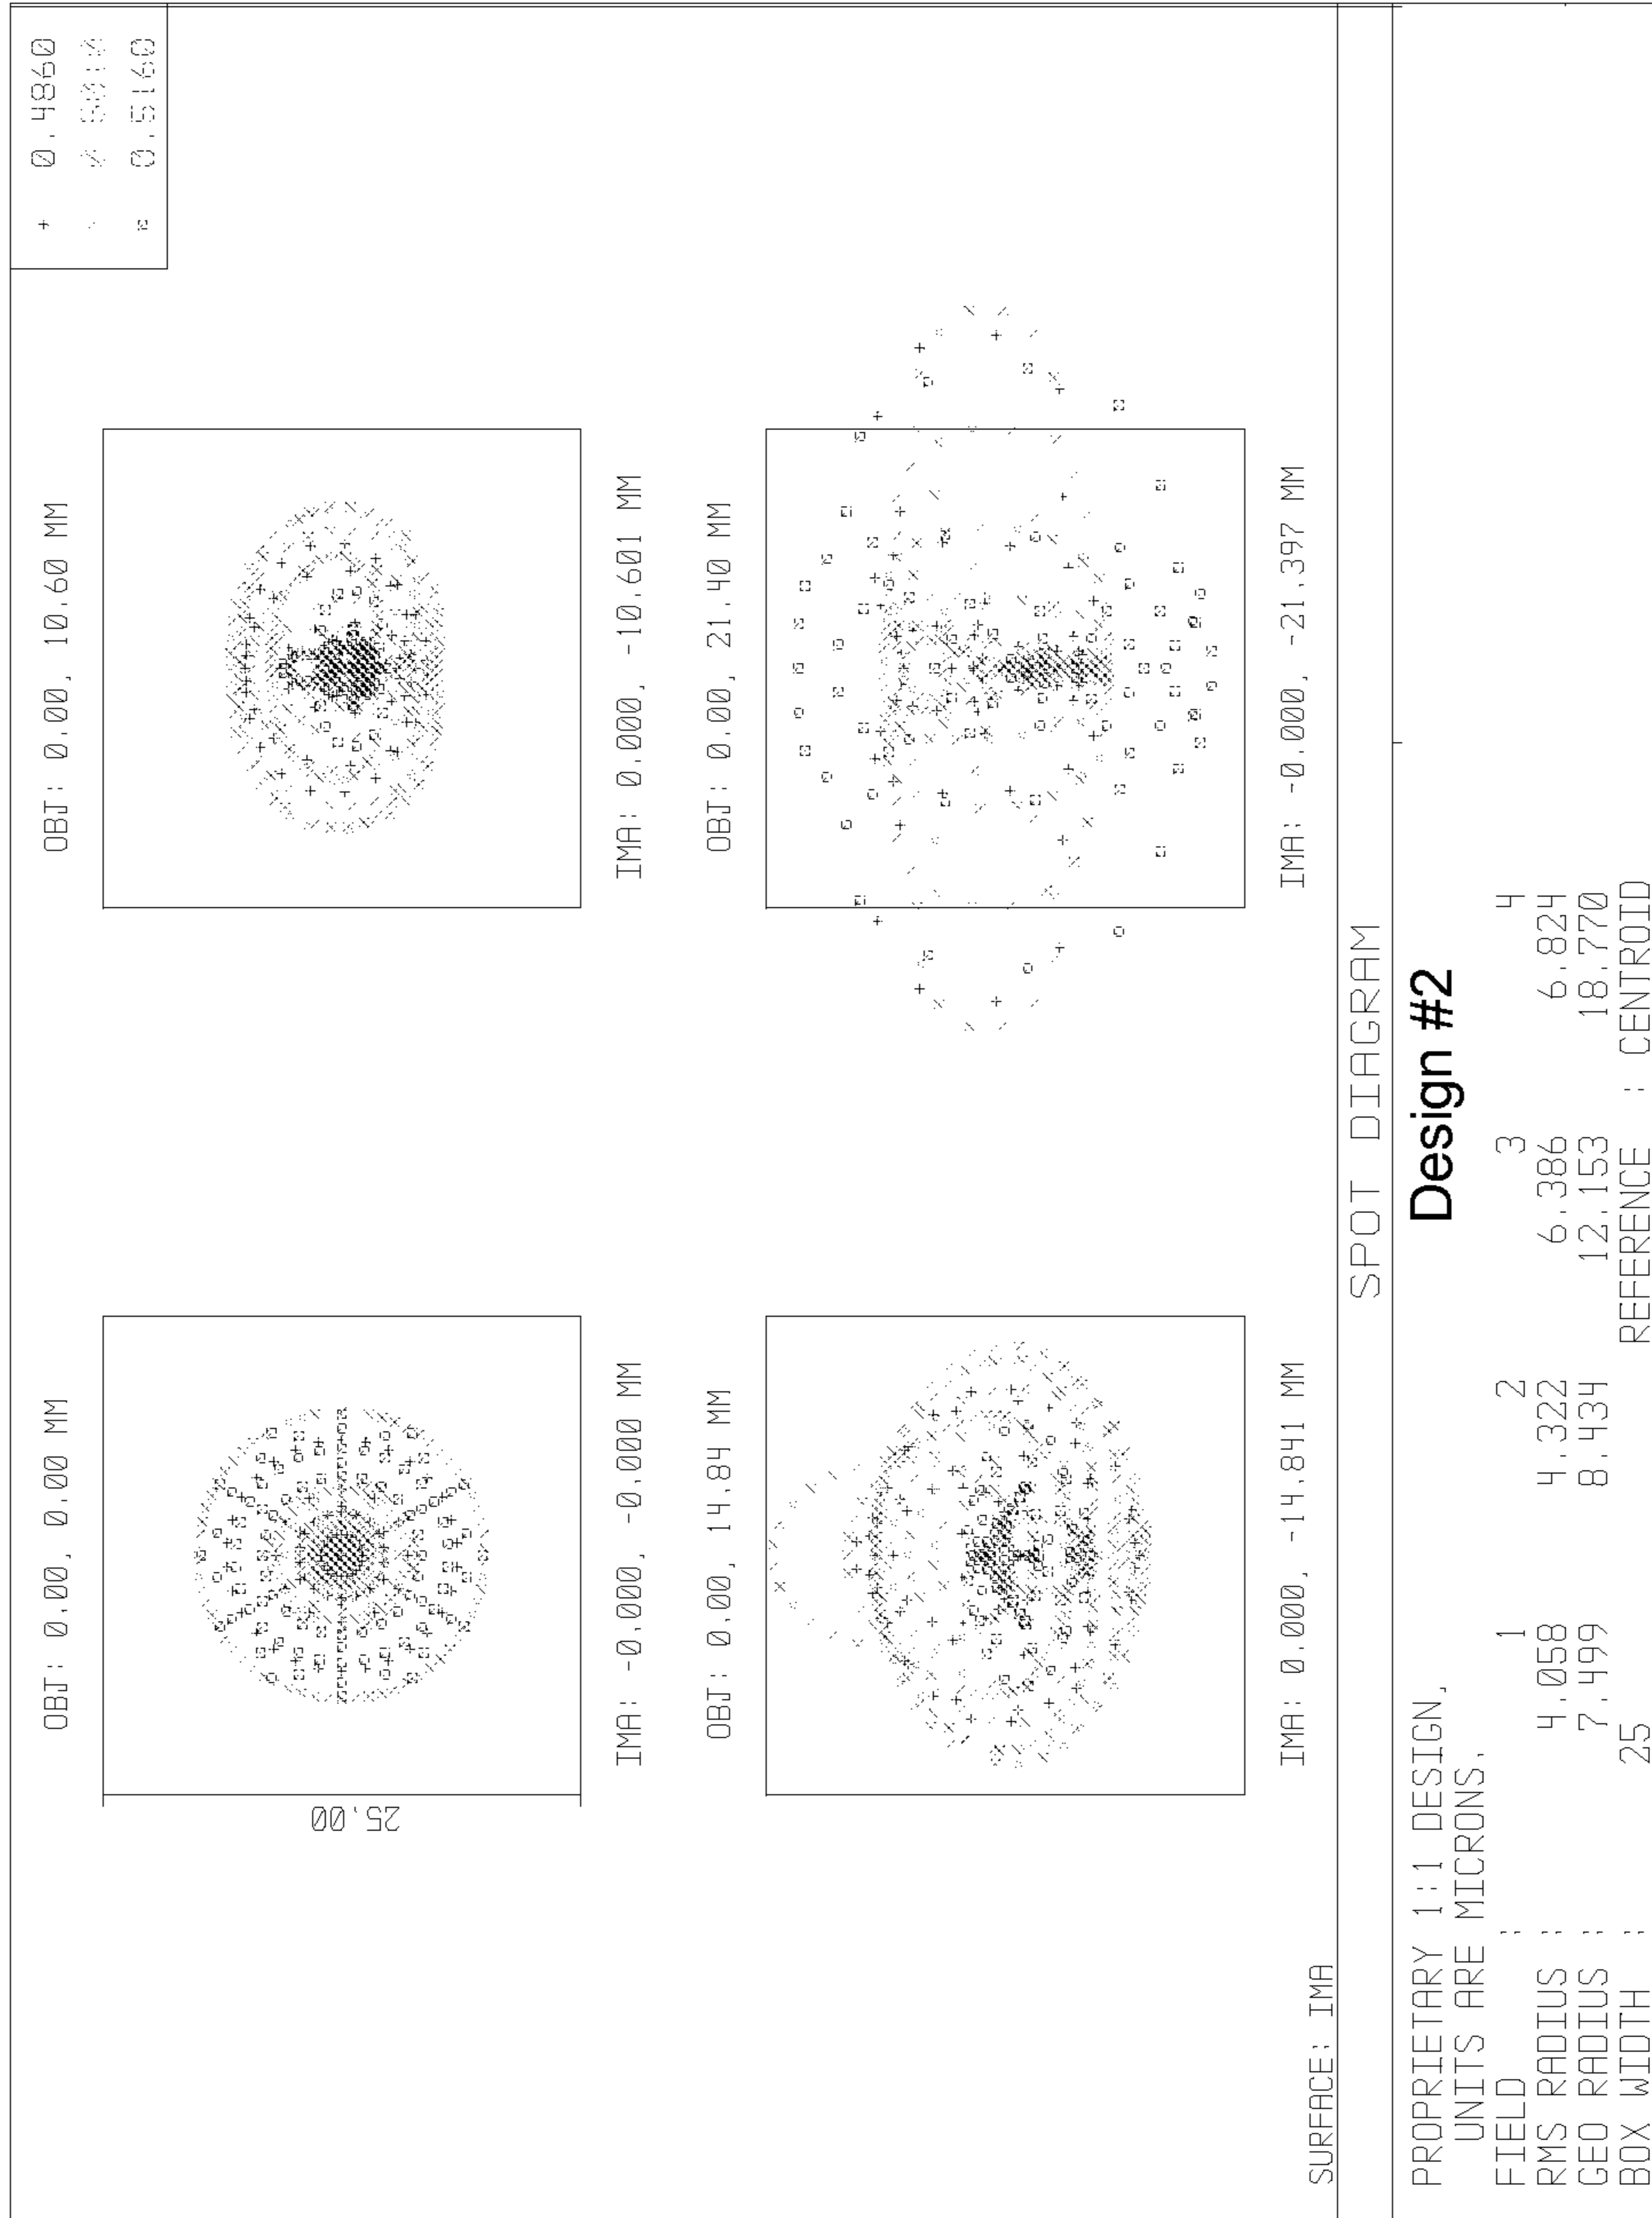 + 0.4860
0.5160
OBJ: 0.00, 0.00 MM
OBJ: 0.00, 10.60 MM
25.00
IMA: -0.000, -0.000 MM
IMA: 0.000, -10.601 MM
OBJ: 0.00, 14.84 MM
OBJ: 0.00, 21.40 MM
IMA: 0.000, -14.841 MM
IMA: -0.000, -21.397 MM
SURFACE: IMA
SPOT DIAGRAM
Design #2
PROPRIETARY 1:1 DESIGN,
UNITS ARE MICRONS.
FIELD : 1 2 3 4
RMS RADIUS : 4.058 4.322 6.386 6.824
GEO RADIUS : 7.499 8.434 12.153 18.770
BOX WIDTH : 25 REFERENCE : CENTROID